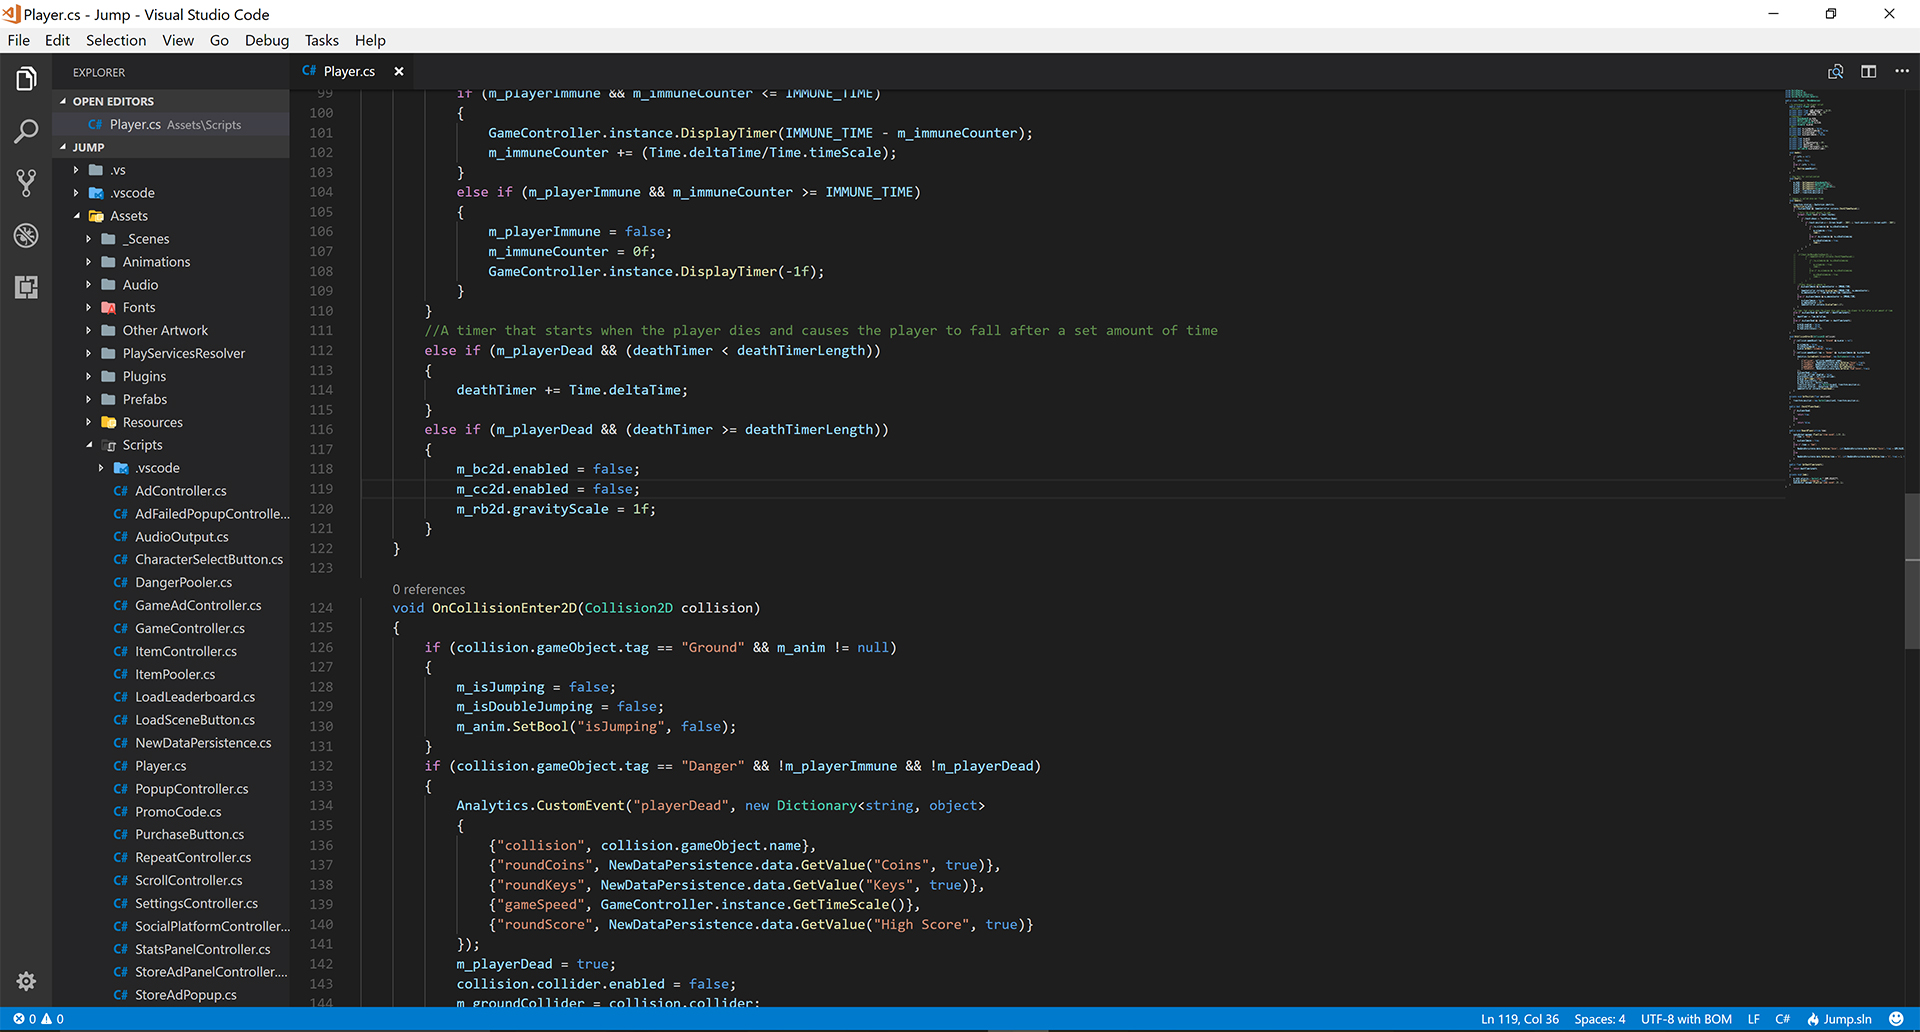 Player.cs - Jump - Visual Studio Code
File Edit Selection View Go Debug Tasks Help
EXPLORER
OPEN EDITORS
C# Player.cs Assets\Scripts
JUMP
.vs
.vscode
Assets
_Scenes
Animations
Audio
Fonts
Other Artwork
PlayServicesResolver
Plugins
Prefabs
Resources
Scripts
.vscode
C# AdController.cs
C# AdFailedPopupControlle...
C# AudioOutput.cs
C# CharacterSelectButton.cs
C# DangerPooler.cs
C# GameAdController.cs
C# GameController.cs
C# ItemController.cs
C# ItemPooler.cs
C# LoadLeaderboard.cs
C# LoadSceneButton.cs
C# NewDataPersistence.cs
C# Player.cs
C# PopupController.cs
C# PromoCode.cs
C# PurchaseButton.cs
C# RepeatController.cs
C# ScrollController.cs
C# SettingsController.cs
C# SocialPlatformController...
C# StatsPanelController.cs
C# StoreAdPanelController....
C# StoreAdPopup.cs
C# Player.cs
99 if (m_playerImmune && m_immuneCounter <= IMMUNE_TIME)
100 {
101 GameController.instance.DisplayTimer(IMMUNE_TIME - m_immuneCounter);
102 m_immuneCounter += (Time.deltaTime/Time.timeScale);
103 }
104 else if (m_playerImmune && m_immuneCounter >= IMMUNE_TIME)
105 {
106 m_playerImmune = false;
107 m_immuneCounter = 0f;
108 GameController.instance.DisplayTimer(-1f);
109 }
110 }
111 //A timer that starts when the player dies and causes the player to fall after a set amount of time
112 else if (m_playerDead && (deathTimer < deathTimerLength))
113 {
114 deathTimer += Time.deltaTime;
115 }
116 else if (m_playerDead && (deathTimer >= deathTimerLength))
117 {
118 m_bc2d.enabled = false;
119 m_cc2d.enabled = false;
120 m_rb2d.gravityScale = 1f;
121 }
122 }
123
0 references
124 void OnCollisionEnter2D(Collision2D collision)
125 {
126 if (collision.gameObject.tag == "Ground" && m_anim != null)
127 {
128 m_isJumping = false;
129 m_isDoubleJumping = false;
130 m_anim.SetBool("isJumping", false);
131 }
132 if (collision.gameObject.tag == "Danger" && !m_playerImmune && !m_playerDead)
133 {
134 Analytics.CustomEvent("playerDead", new Dictionary<string, object>
135 {
136 {"collision", collision.gameObject.name},
137 {"roundCoins", NewDataPersistence.data.GetValue("Coins", true)},
138 {"roundKeys", NewDataPersistence.data.GetValue("Keys", true)},
139 {"gameSpeed", GameController.instance.GetTimeScale()},
140 {"roundScore", NewDataPersistence.data.GetValue("High Score", true)}
141 });
142 m_playerDead = true;
143 collision.collider.enabled = false;
144 m_groundCollider = collision.collider;
0 0
Ln 119, Col 36 Spaces: 4 UTF-8 with BOM LF C# Jump.sln